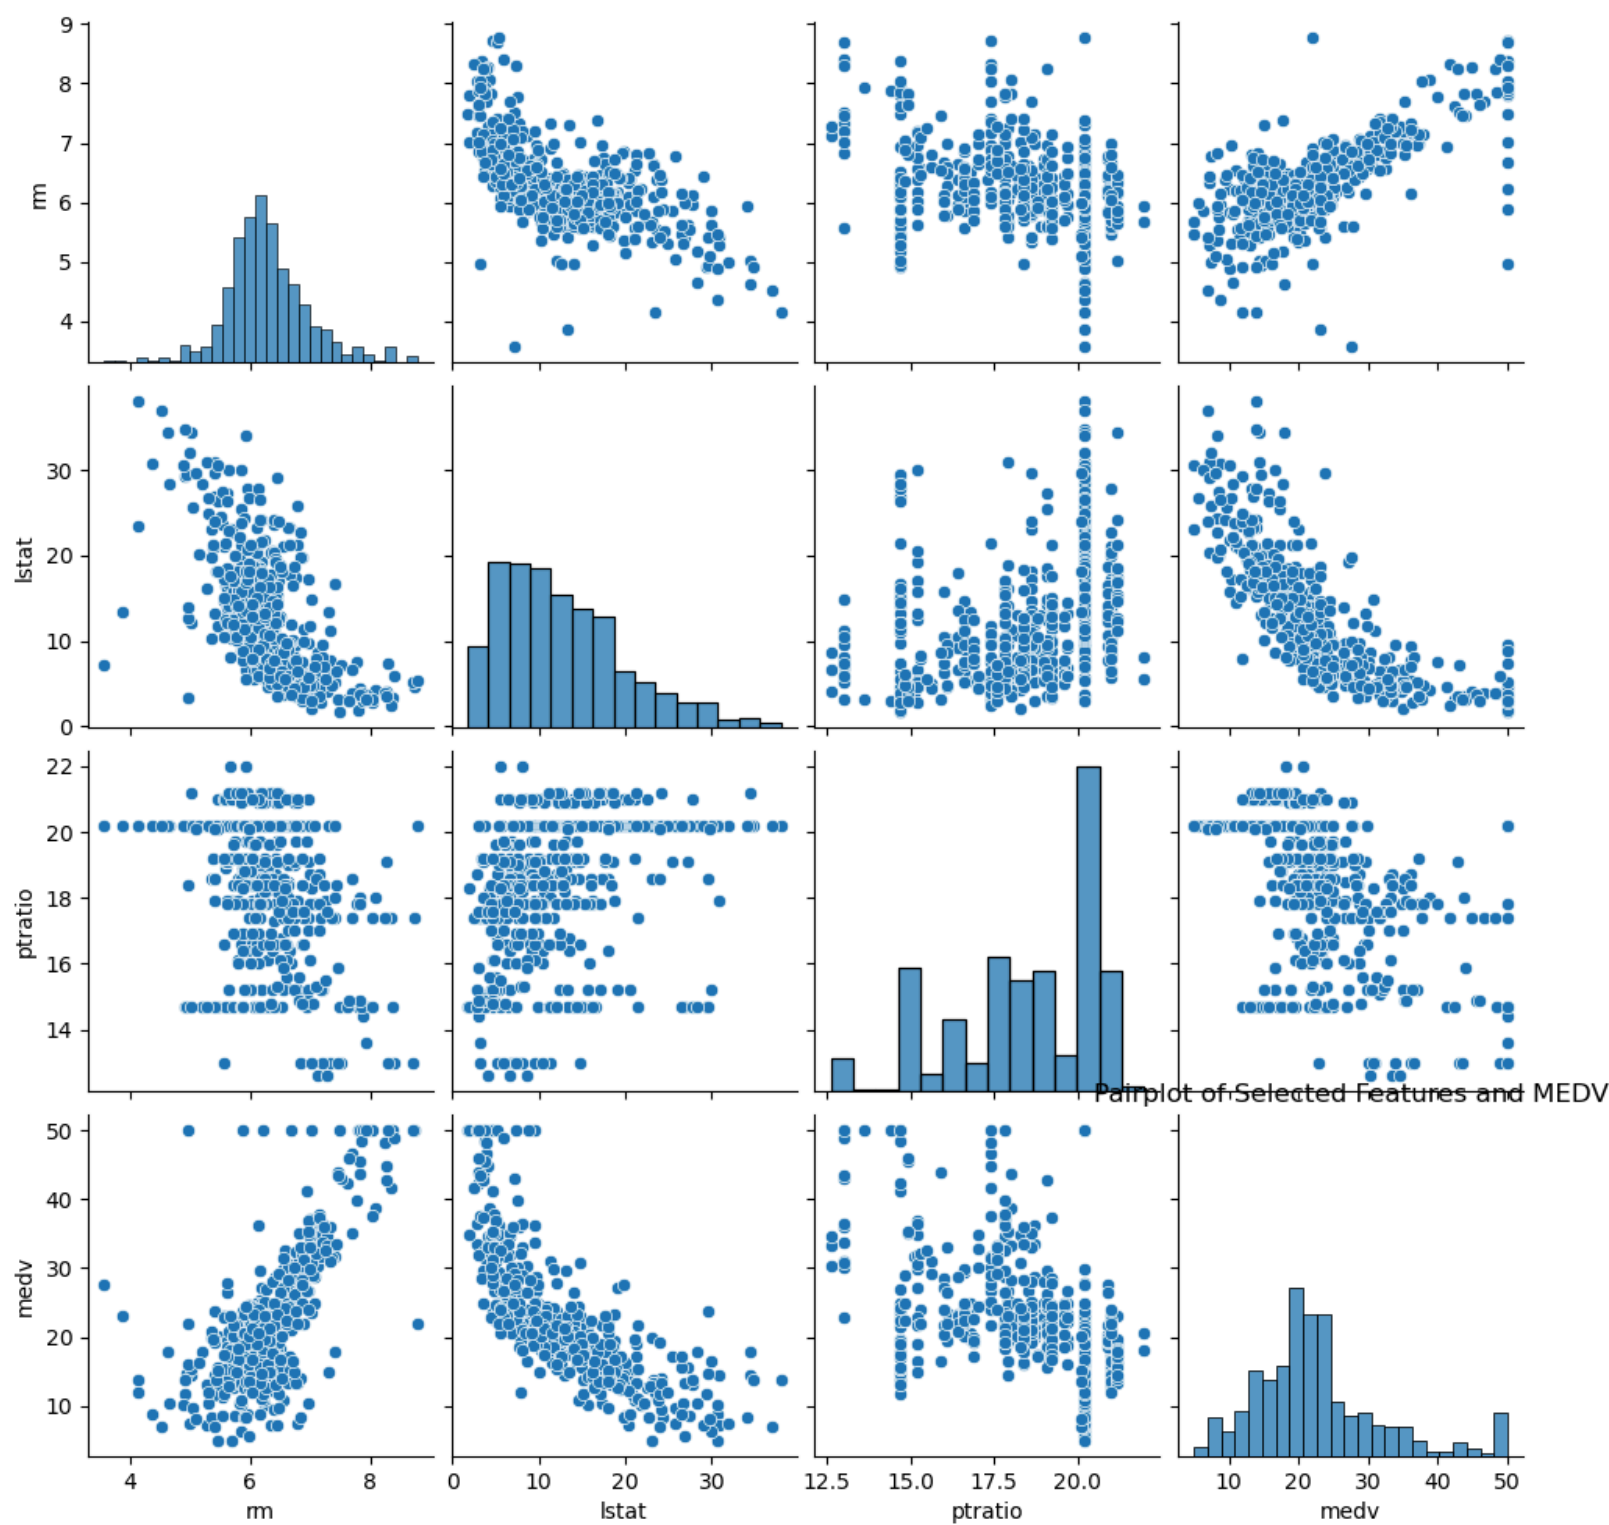 9
8
7
6
5
4
rm
30
20
10
0
lstat
22
20
18
16
14
ptratio
Pairplot of Selected Features and MEDV
50
40
30
20
10
medv
4 6 8 0 10 20 30 12.5 15.0 17.5 20.0 10 20 30 40 50
rm lstat ptratio medv